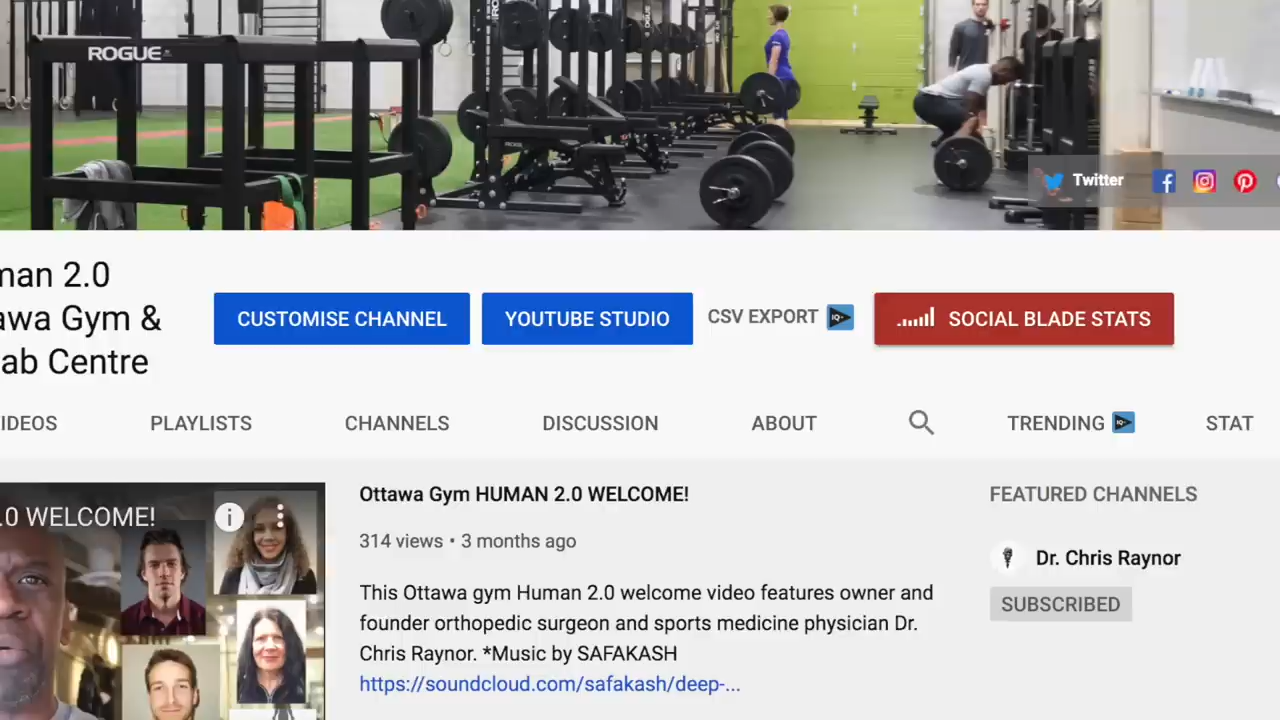 ROGUE
Twitter
man 2.0
awa Gym &
ab Centre
CUSTOMISE CHANNEL
YOUTUBE STUDIO
CSV EXPORT
IQ
SOCIAL BLADE STATS
IDEOS
PLAYLISTS
CHANNELS
DISCUSSION
ABOUT
TRENDING
IQ
STAT
.0 WELCOME!
Ottawa Gym HUMAN 2.0 WELCOME!
314 views • 3 months ago
This Ottawa gym Human 2.0 welcome video features owner and
founder orthopedic surgeon and sports medicine physician Dr.
Chris Raynor. *Music by SAFAKASH
https://soundcloud.com/safakash/deep-...
FEATURED CHANNELS
Dr. Chris Raynor
SUBSCRIBED